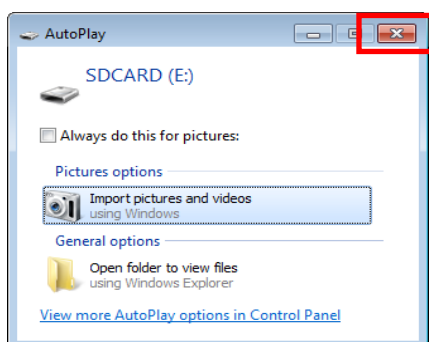 AutoPlay
SDCARD (E:)
Always do this for pictures:
Pictures options
Import pictures and videos
using Windows
General options
Open folder to view files
using Windows Explorer
View more AutoPlay options in Control Panel